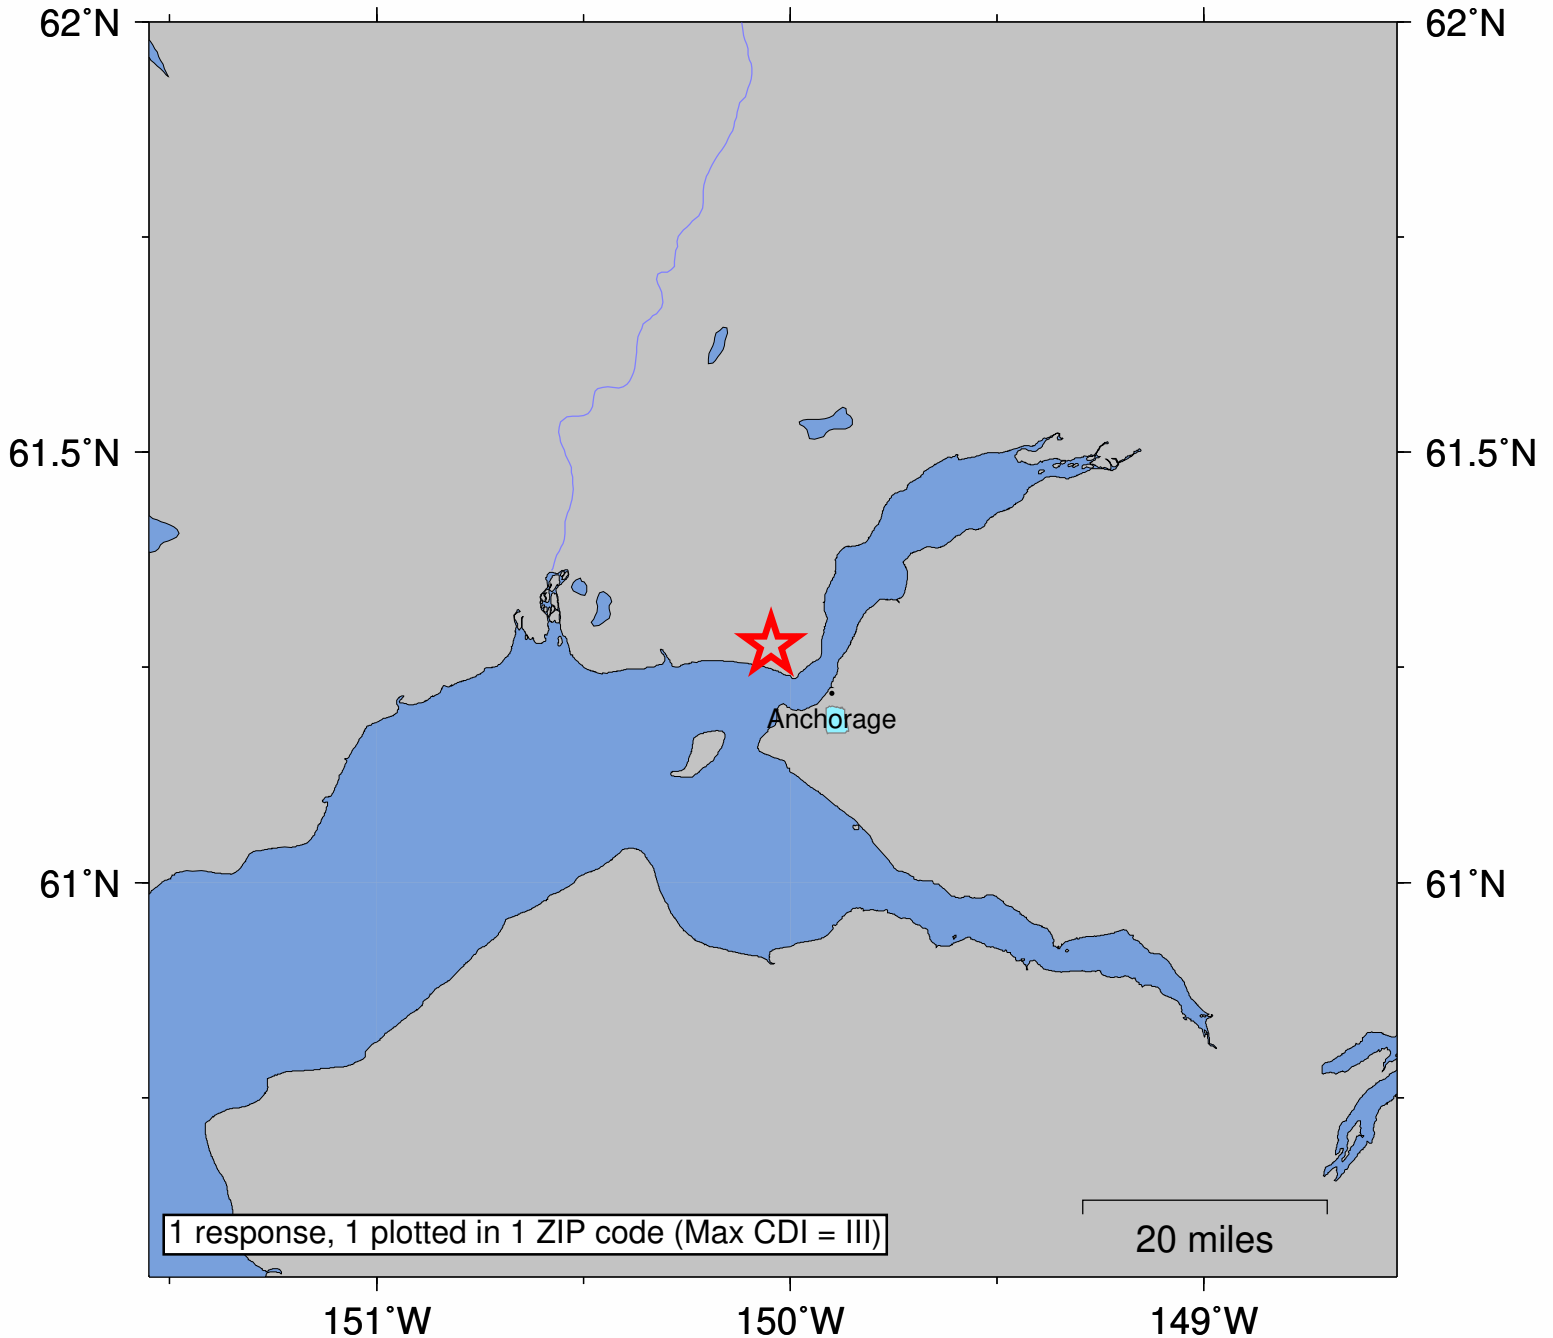 62°N
62°N
61.5°N
61.5°N
Anchorage
61°N
61°N
1 response, 1 plotted in 1 ZIP code (Max CDI = III)
20 miles
151°W
150°W
149°W